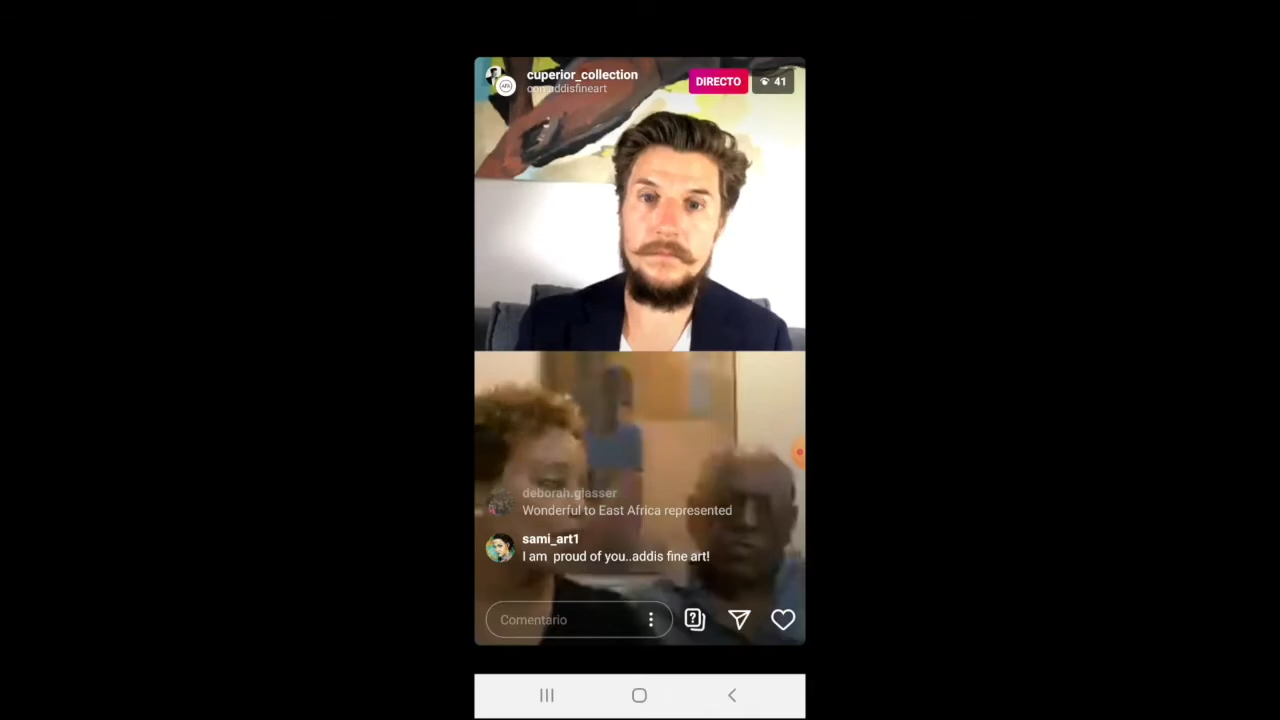 cuperior_collection
con addisfineart
DIRECTO
41
deborah.glasser
Wonderful to East Africa represented
sami_art1
I am proud of you..addis fine art!
Comentario